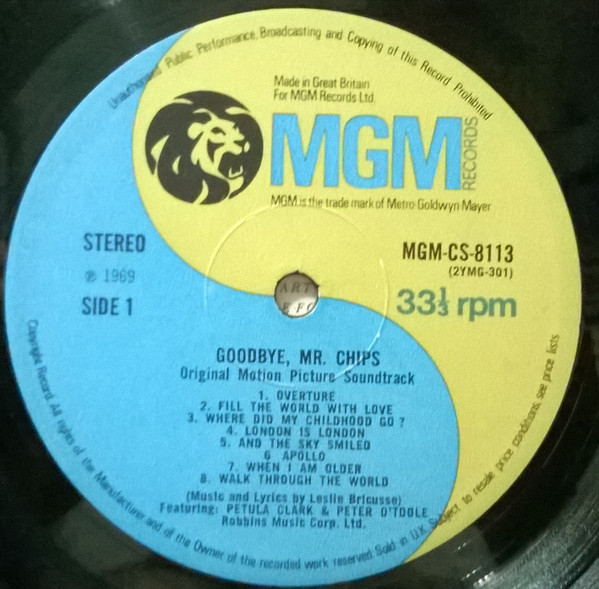 Unauthorised Public Performance, Broadcasting and Copying of this Record Prohibited
Made in Great Britain
For MGM Records Ltd.
MGM
RECORDS
MGM is the trade mark of Metro-Goldwyn-Mayer
STEREO
MGM-CS-8113
(2YMG-301)
℗ 1969
SIDE 1
33⅓ rpm
ART
E FO
GOODBYE, MR. CHIPS
Original Motion Picture Soundtrack
1. OVERTURE
2. FILL THE WORLD WITH LOVE
3. WHERE DID MY CHILDHOOD GO ?
4. LONDON IS LONDON
5. AND THE SKY SMILED
6 APOLLO
7. WHEN I AM OLDER
8. WALK THROUGH THE WORLD
(Music and Lyrics by Leslie Bricusse)
Featuring: PETULA CLARK & PETER O'TOOLE
Robbins Music Corp. Ltd.
Copyright Record. All rights of the Manufacturer and of the Owner of the recorded work reserved. Sold in U.K. Subject to resale price conditions, see price lists